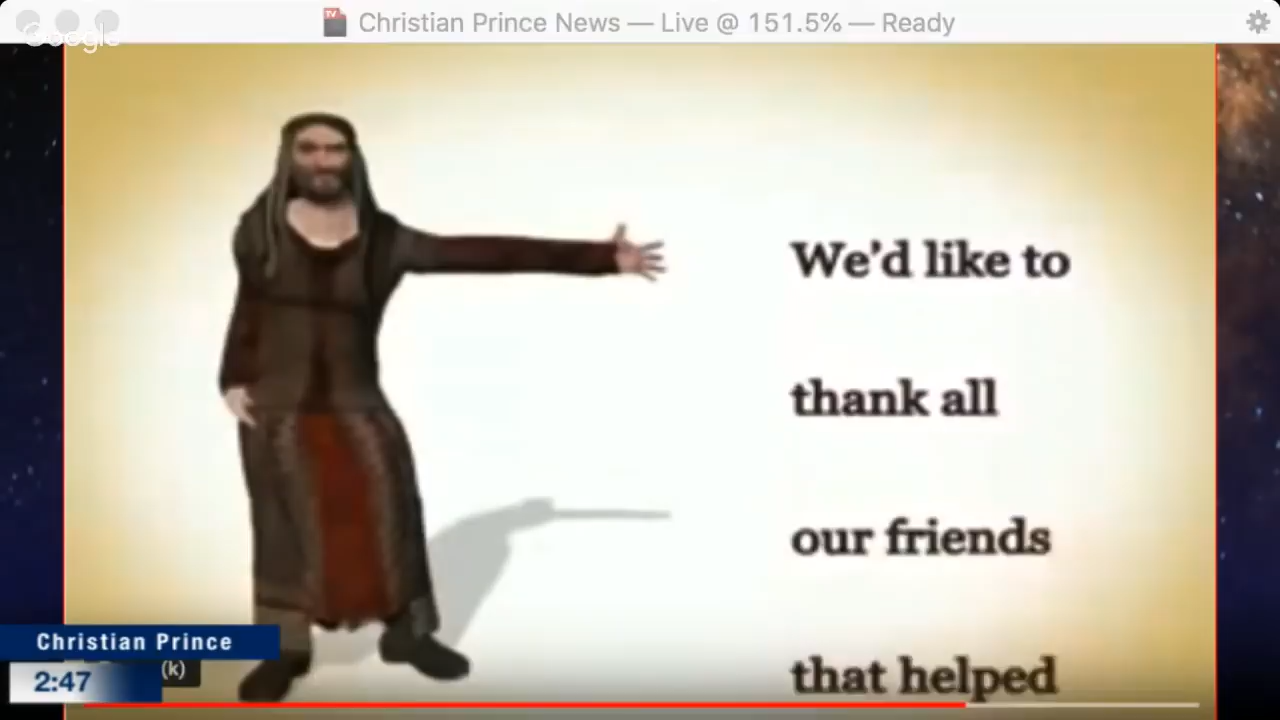 Christian Prince News — Live @ 151.5% — Ready
Google
We'd like to
thank all
our friends
that helped
Christian Prince
(k)
2:47